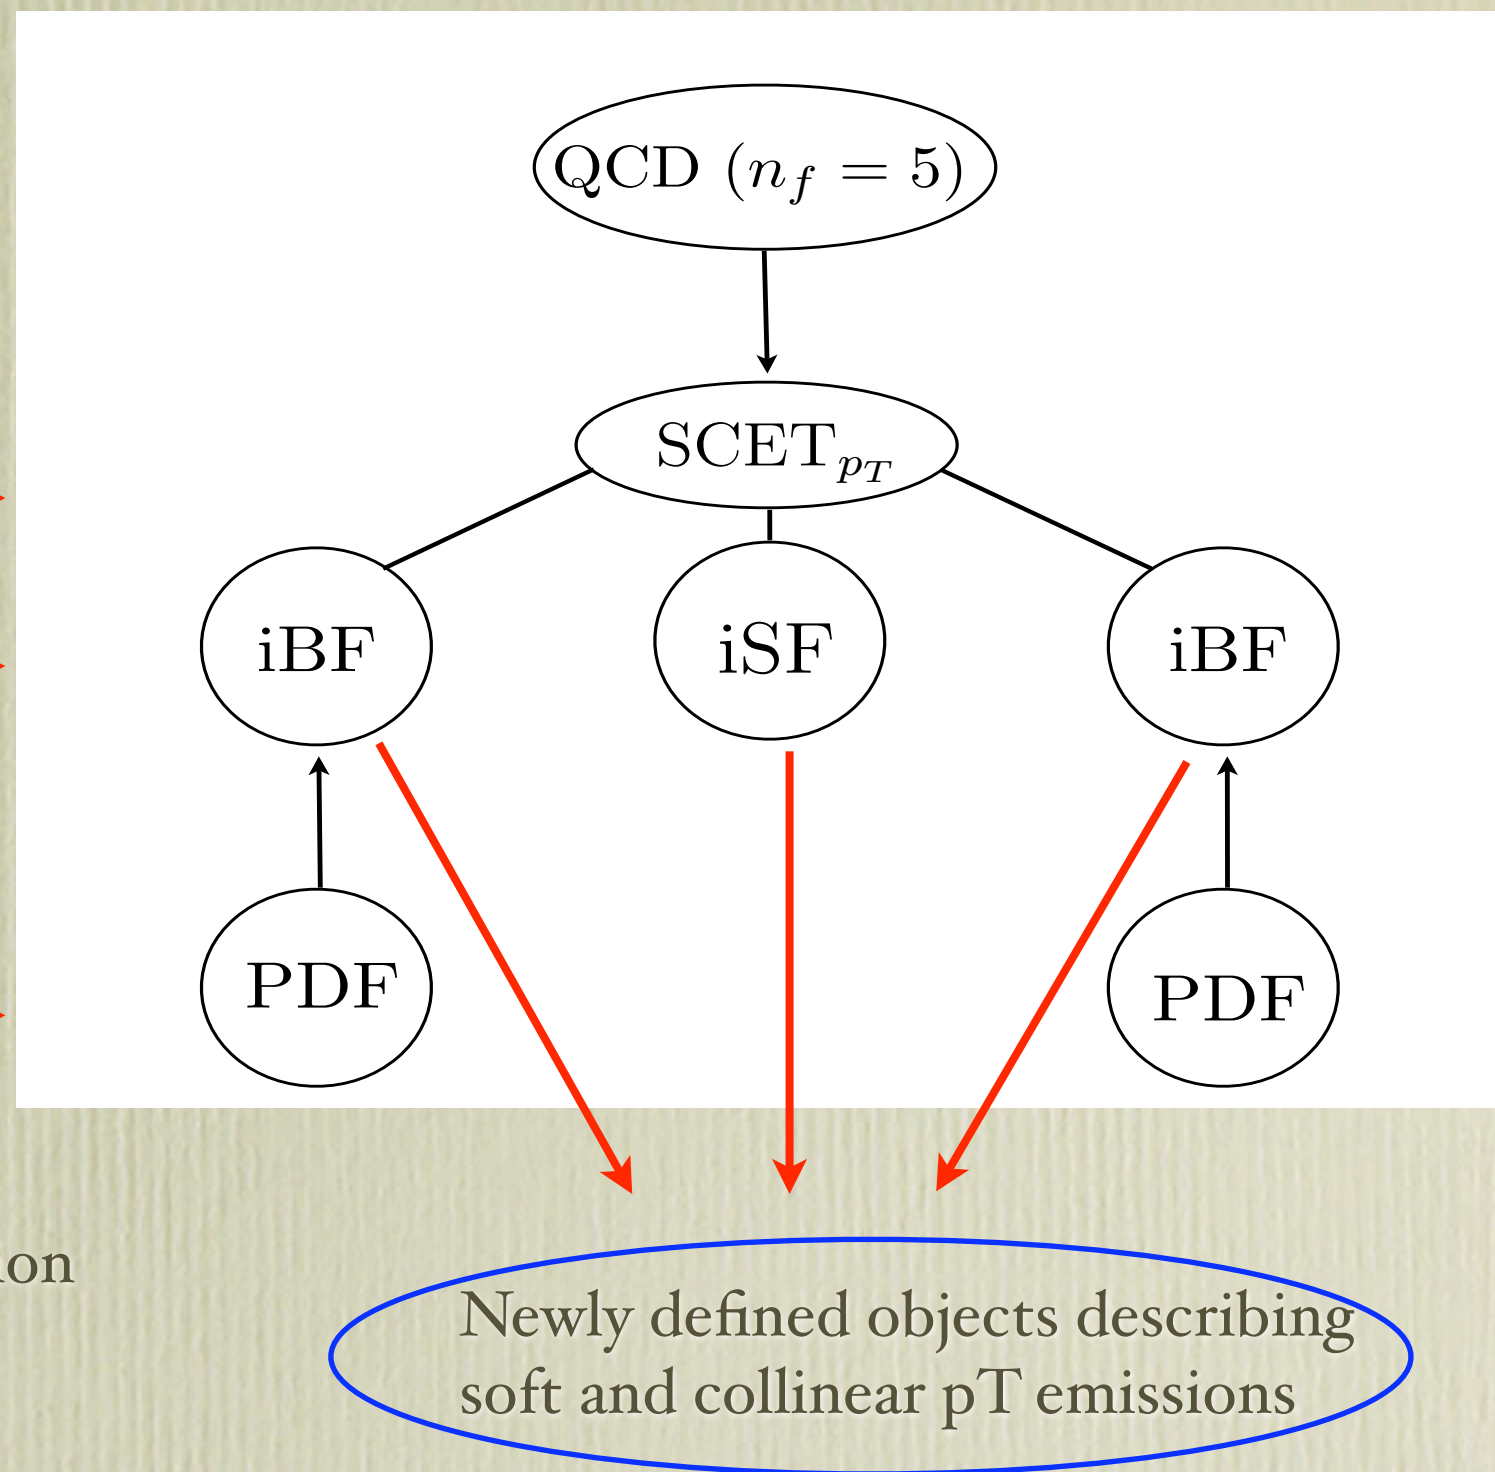 QCD (n_f = 5)
SCET_{p_T}
iBF iSF iBF
PDF PDF
Newly defined objects describing
soft and collinear pT emissions